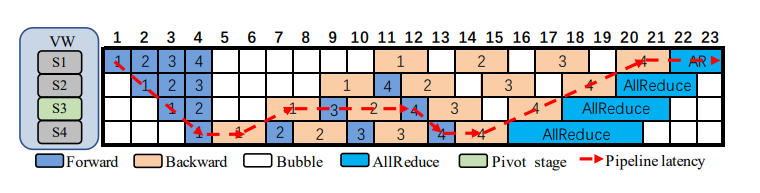 1 2 3 4 5 6 7 8 9 10 11 12 13 14 15 16 17 18 19 20 21 22 23
VW
S1 1 2 3 4 1 2 3 4 AR
S2 1 2 3 1 4 2 3 4 AllReduce
S3 1 2 1 3 2 4 3 4 AllReduce
S4 1 1 2 2 3 3 4 4 AllReduce
Forward Backward Bubble AllReduce Pivot stage Pipeline latency